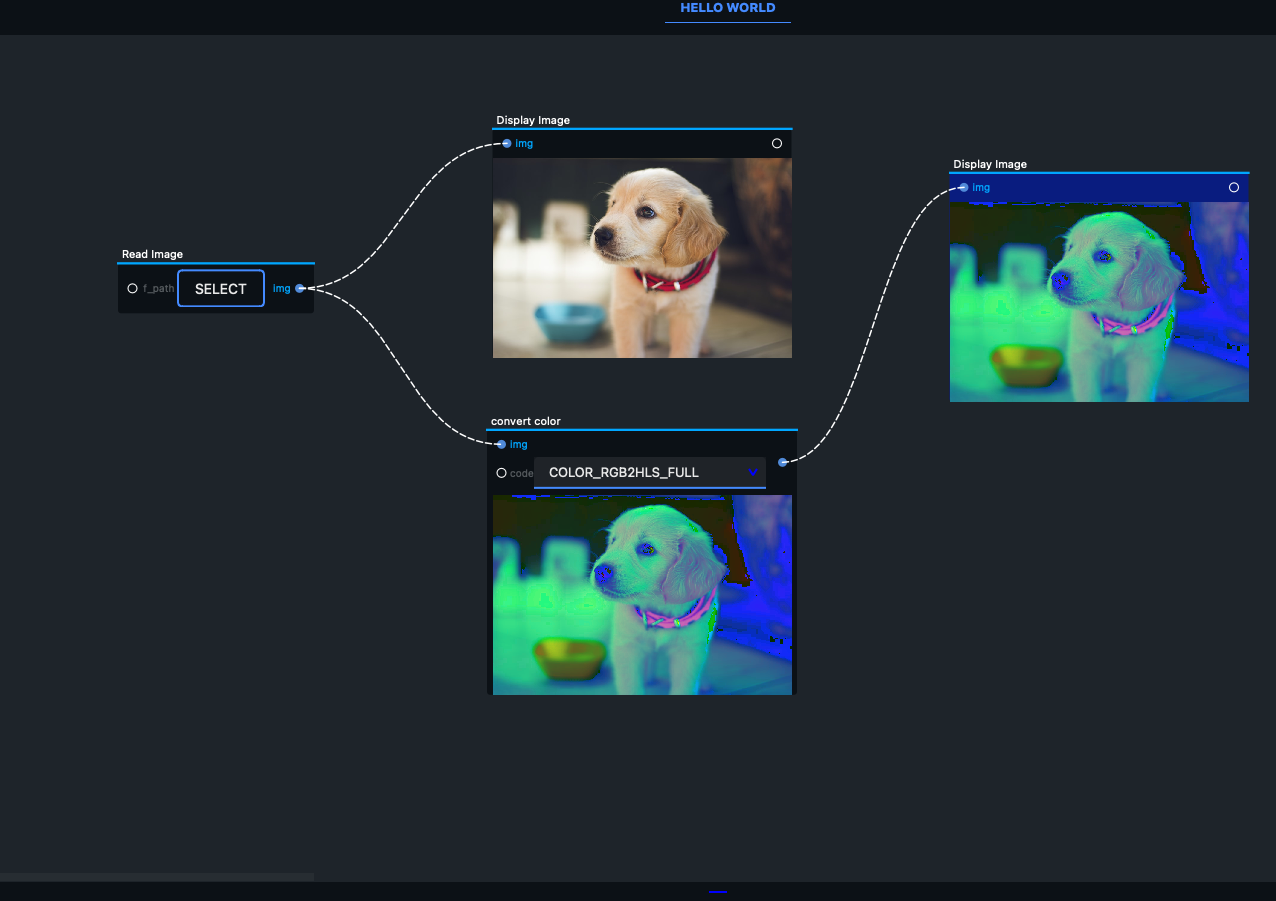 HELLO WORLD
Display Image
img
Display Image
img
Read Image
f_path
SELECT
img
convert color
img
code
COLOR_RGB2HLS_FULL